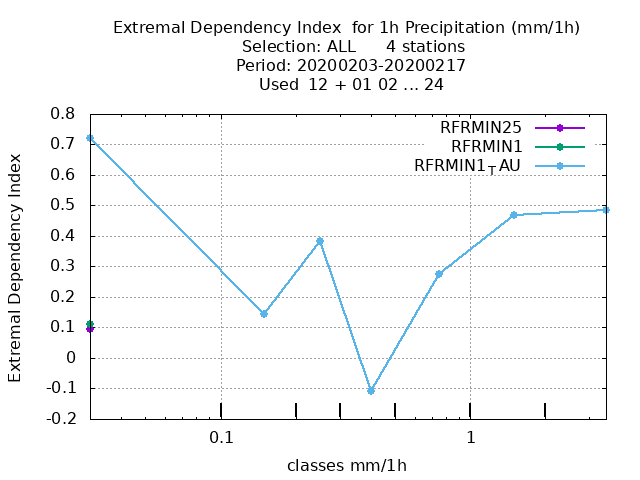 Extremal Dependency Index  for 1h Precipitation (mm/1h)
Selection: ALL      4 stations
Period: 20200203-20200217
Used  12 + 01 02 ... 24
RFRMIN25
RFRMIN1
RFRMIN1TAU
Extremal Dependency Index
0.8
0.7
0.6
0.5
0.4
0.3
0.2
0.1
0
-0.1
-0.2
0.1
1
classes mm/1h